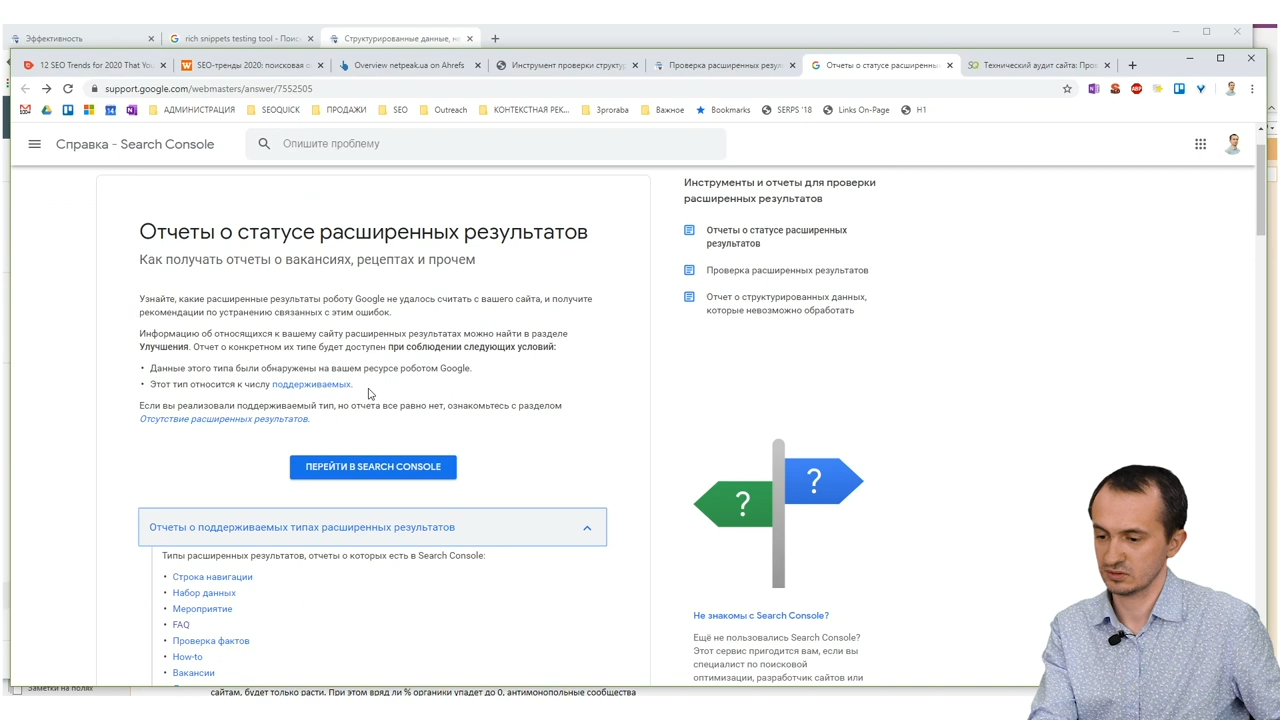 Эффективность
rich snippets testing tool - Поис
Структурированные данные, не
12 SEO Trends for 2020 That You
SEO-тренды 2020: поисковая о
Overview netpeak.ua on Ahrefs
Инструмент проверки структур
Проверка расширенных резул
Отчеты о статусе расширенных
Технический аудит сайта: Про
support.google.com/webmasters/answer/7552505
АДМИНИСТРАЦИЯ
SEOQUICK
ПРОДАЖИ
SEO
Outreach
КОНТЕКСТНАЯ РЕК...
3proraba
Важное
Bookmarks
SERPS '18
Links On-Page
H1
Справка - Search Console
Опишите проблему
Отчеты о статусе расширенных результатов
Как получать отчеты о вакансиях, рецептах и прочем
Узнайте, какие расширенные результаты роботу Google не удалось считать с вашего сайта, и получите
рекомендации по устранению связанных с этим ошибок.
Информацию об относящихся к вашему сайту расширенных результатах можно найти в разделе
Улучшения. Отчет о конкретном их типе будет доступен при соблюдении следующих условий:
• Данные этого типа были обнаружены на вашем ресурсе роботом Google.
• Этот тип относится к числу поддерживаемых.
Если вы реализовали поддерживаемый тип, но отчета все равно нет, ознакомьтесь с разделом
Отсутствие расширенных результатов.
ПЕРЕЙТИ В SEARCH CONSOLE
Отчеты о поддерживаемых типах расширенных результатов
Типы расширенных результатов, отчеты о которых есть в Search Console:
• Строка навигации
• Набор данных
• Мероприятие
• FAQ
• Проверка фактов
• How-to
• Вакансии
Инструменты и отчеты для проверки
расширенных результатов
Отчеты о статусе расширенных
результатов
Проверка расширенных результатов
Отчет о структурированных данных,
которые невозможно обработать
?
?
Не знакомы с Search Console?
Ещё не пользовались Search Console?
Этот сервис пригодится вам, если вы
специалист по поисковой
оптимизации, разработчик сайтов или
Заметки на полях
сайтам, будет только расти. При этом вряд ли % органики упадет до 0, антимонопольные сообщества